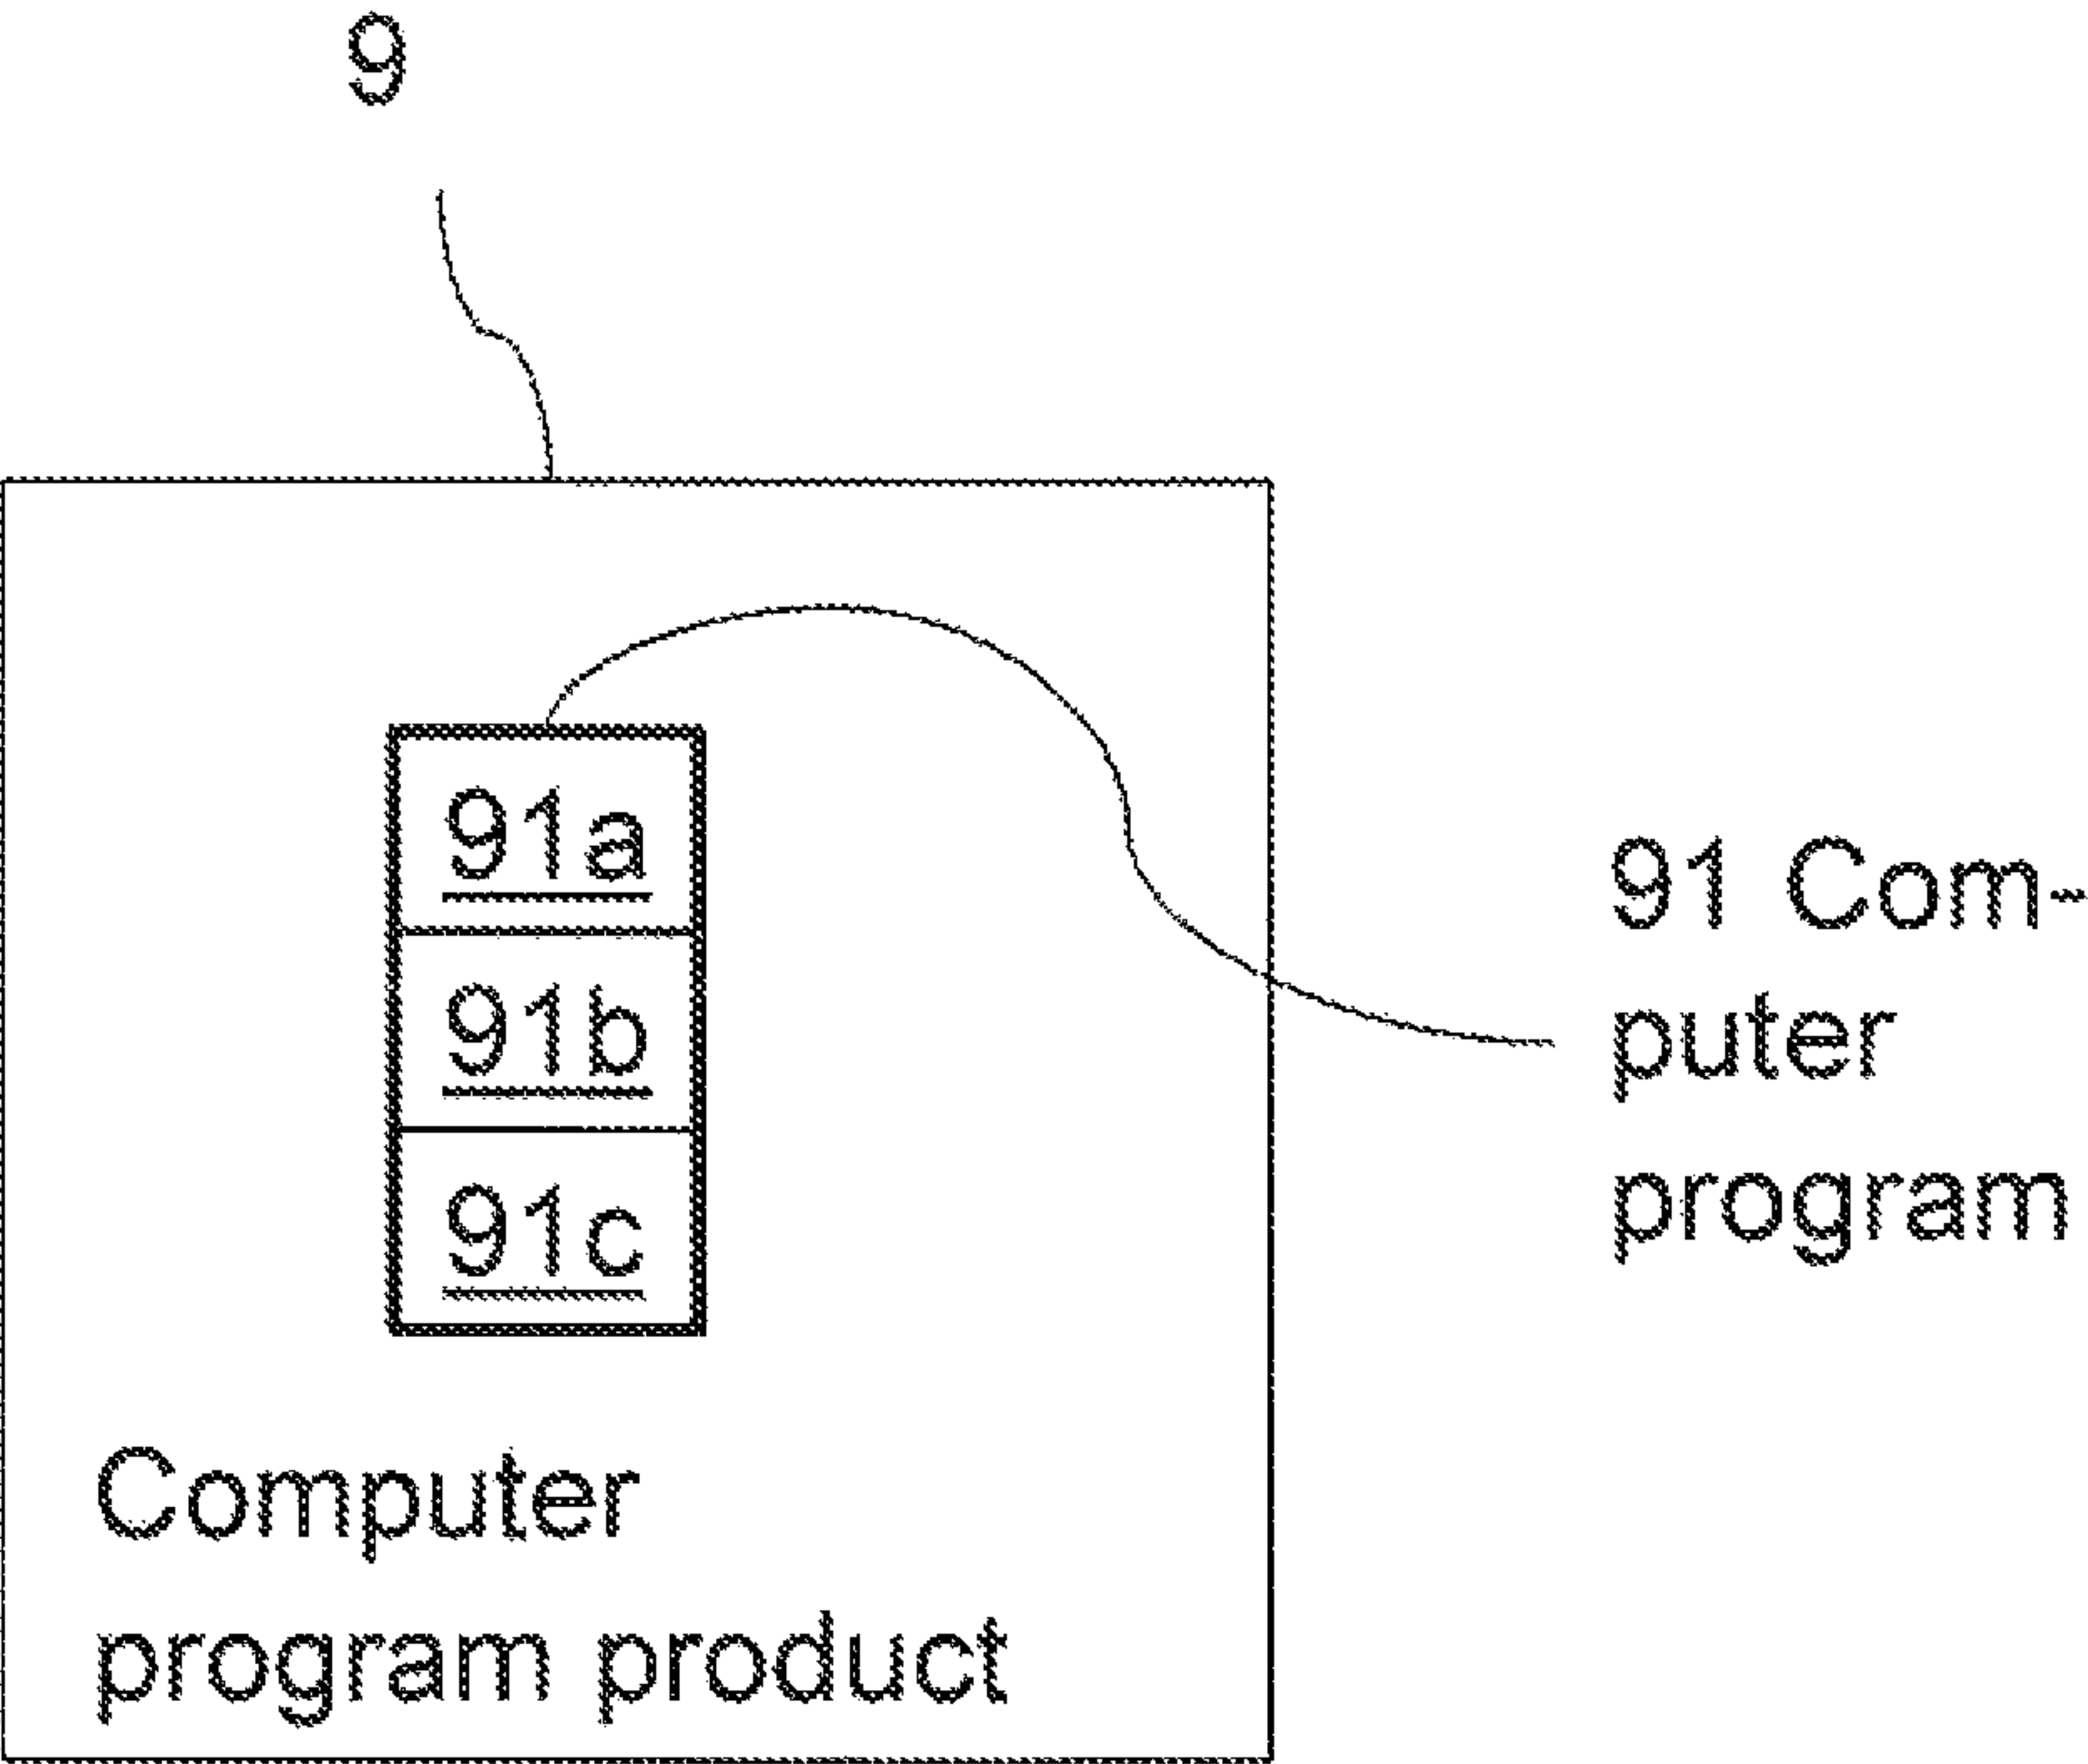 9
91a
91b
91c
91 Com-
puter
program
Computer
program product